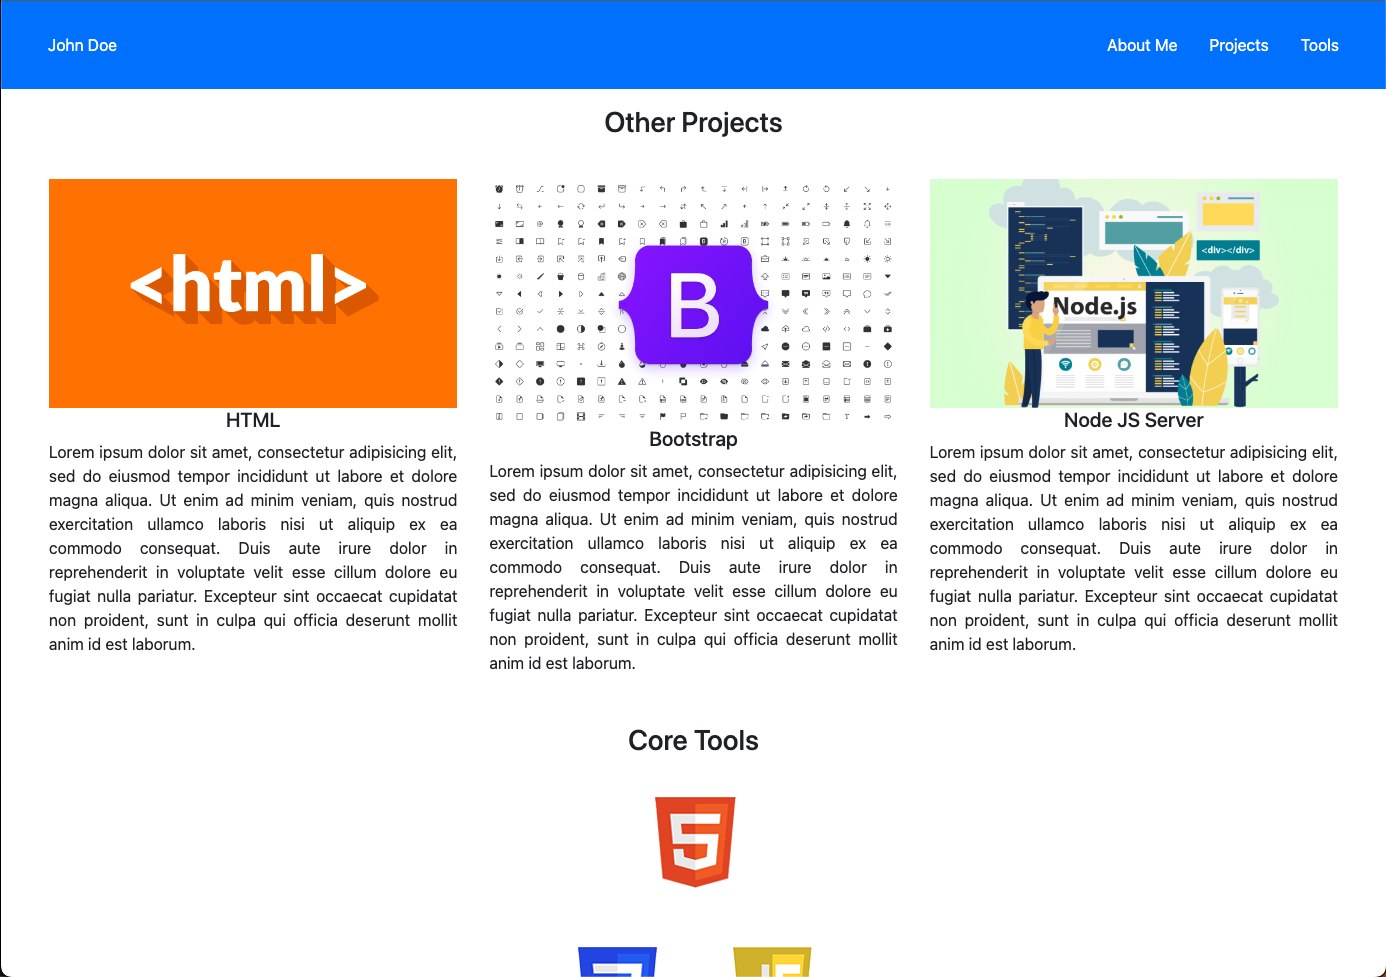 John Doe
About Me
Projects
Tools
Other Projects
<html>
B
<div></div>
Node.js
HTML
Lorem ipsum dolor sit amet, consectetur adipisicing elit,
sed do eiusmod tempor incididunt ut labore et dolore
magna aliqua. Ut enim ad minim veniam, quis nostrud
exercitation ullamco laboris nisi ut aliquip ex ea
commodo consequat. Duis aute irure dolor in
reprehenderit in voluptate velit esse cillum dolore eu
fugiat nulla pariatur. Excepteur sint occaecat cupidatat
non proident, sunt in culpa qui officia deserunt mollit
anim id est laborum.
Bootstrap
Lorem ipsum dolor sit amet, consectetur adipisicing elit,
sed do eiusmod tempor incididunt ut labore et dolore
magna aliqua. Ut enim ad minim veniam, quis nostrud
exercitation ullamco laboris nisi ut aliquip ex ea
commodo consequat. Duis aute irure dolor in
reprehenderit in voluptate velit esse cillum dolore eu
fugiat nulla pariatur. Excepteur sint occaecat cupidatat
non proident, sunt in culpa qui officia deserunt mollit
anim id est laborum.
Node JS Server
Lorem ipsum dolor sit amet, consectetur adipisicing elit,
sed do eiusmod tempor incididunt ut labore et dolore
magna aliqua. Ut enim ad minim veniam, quis nostrud
exercitation ullamco laboris nisi ut aliquip ex ea
commodo consequat. Duis aute irure dolor in
reprehenderit in voluptate velit esse cillum dolore eu
fugiat nulla pariatur. Excepteur sint occaecat cupidatat
non proident, sunt in culpa qui officia deserunt mollit
anim id est laborum.
Core Tools
5